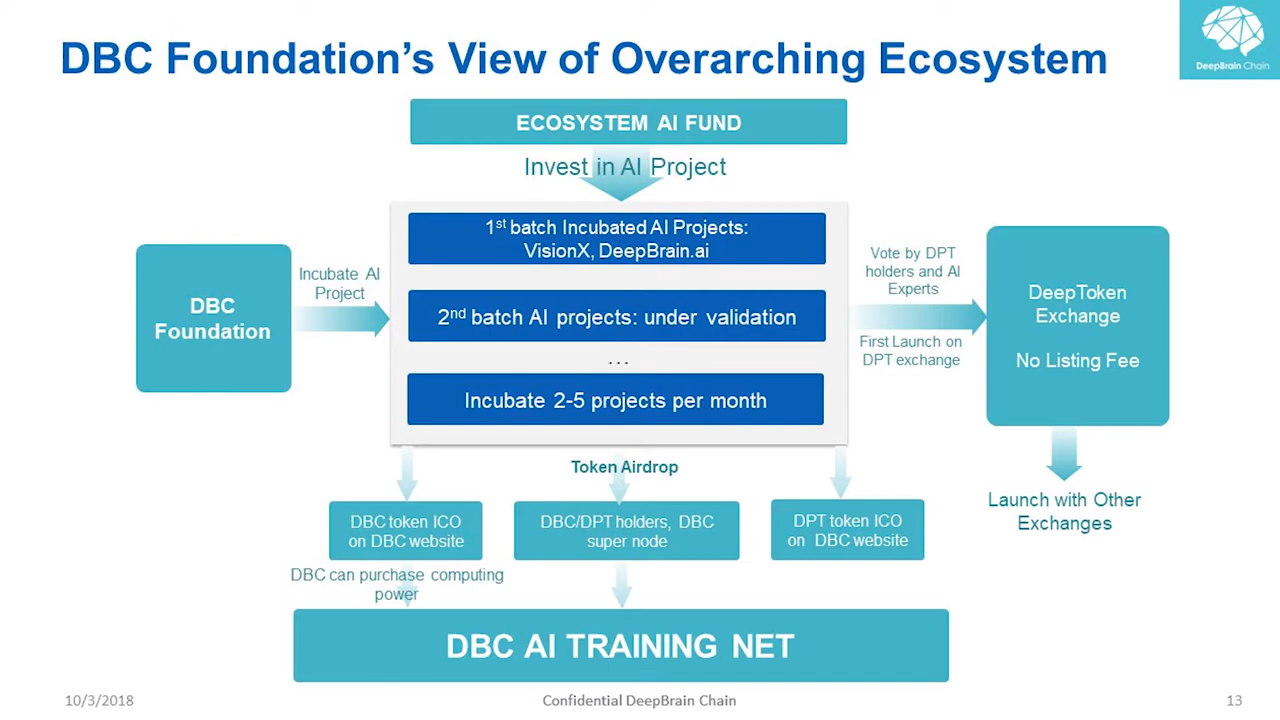 DBC Foundation's View of Overarching Ecosystem
DeepBrain Chain
ECOSYSTEM AI FUND
Invest in AI Project
1st batch Incubated AI Projects:
VisionX, DeepBrain.ai
2nd batch AI projects: under validation
...
Incubate 2-5 projects per month
DBC
Foundation
Incubate AI
Project
Vote by DPT
holders and AI
Experts
First Launch on
DPT exchange
DeepToken
Exchange
No Listing Fee
Launch with Other
Exchanges
Token Airdrop
DBC token ICO
on DBC website
DBC/DPT holders, DBC
super node
DPT token ICO
on DBC website
DBC can purchase computing
power
DBC AI TRAINING NET
10/3/2018
Confidential DeepBrain Chain
13